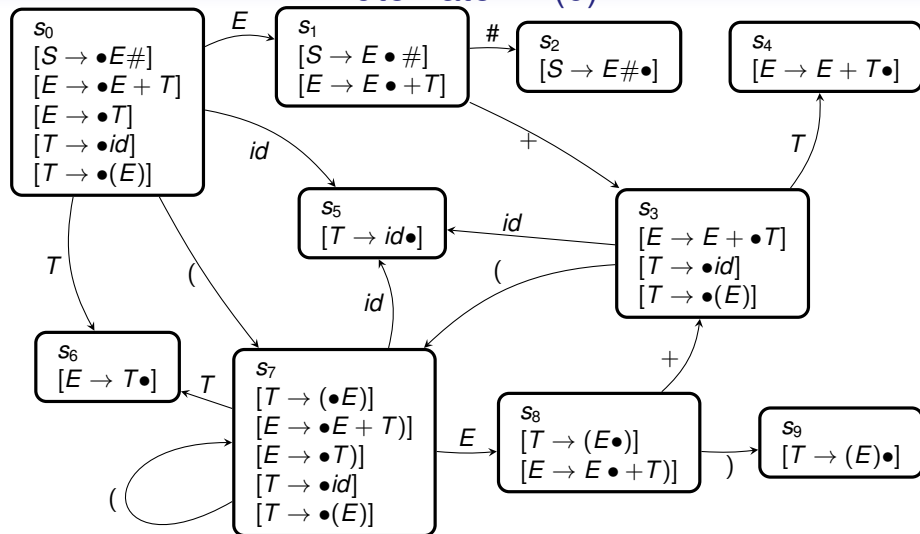 s0
[S → •E#]
[E → •E + T]
[E → •T]
[T → •id]
[T → •(E)]
E
s1
[S → E • #]
[E → E • +T]
#
s2
[S → E#•]
s4
[E → E + T•]
id
+
T
s5
[T → id•]
id
s3
[E → E + •T]
[T → •id]
[T → •(E)]
T
(
id
(
s6
[E → T•]
T
s7
[T → (•E)]
[E → •E + T)]
[E → •T)]
[T → •id]
[T → •(E)]
(
E
+
s8
[T → (E•)]
[E → E • +T)]
)
s9
[T → (E)•]